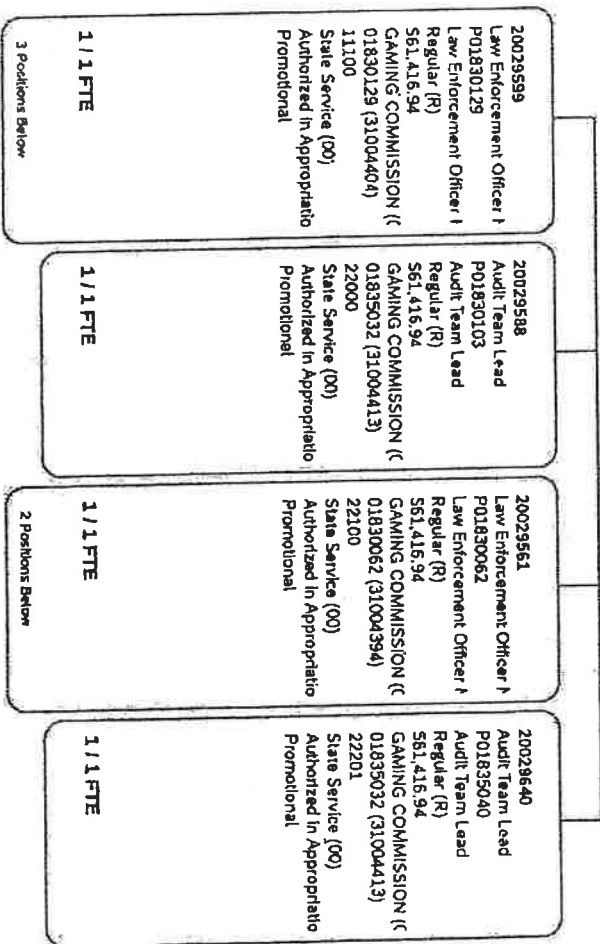 20029599
Law Enforcement Officer
P01830129
Law Enforcement Officer
Regular (R)
$61,416.94
GAMING COMMISSION ((
01830129 (31004404)
11100
State Service (00)
Authorized in Appropriatio
Promotional
1 / 1 FTE
3 Positions Below
20029588
Audit Team Lead
P01830103
Audit Team Lead
Regular (R)
$61,416.94
GAMING COMMISSION ((
01835032 (31004413)
22000
State Service (00)
Authorized in Appropriatio
Promotional
1 / 1 FTE
20029561
Law Enforcement Officer
P01830062
Law Enforcement Officer
Regular (R)
$61,416.94
GAMING COMMISSION ((
01830062 (31004394)
22100
State Service (00)
Authorized in Appropriatio
Promotional
1 / 1 FTE
2 Positions Below
20029640
Audit Team Lead
P01835040
Audit Team Lead
Regular (R)
$61,416.94
GAMING COMMISSION ((
01835032 (31004413)
22201
State Service (00)
Authorized in Appropriatio
Promotional
1 / 1 FTE